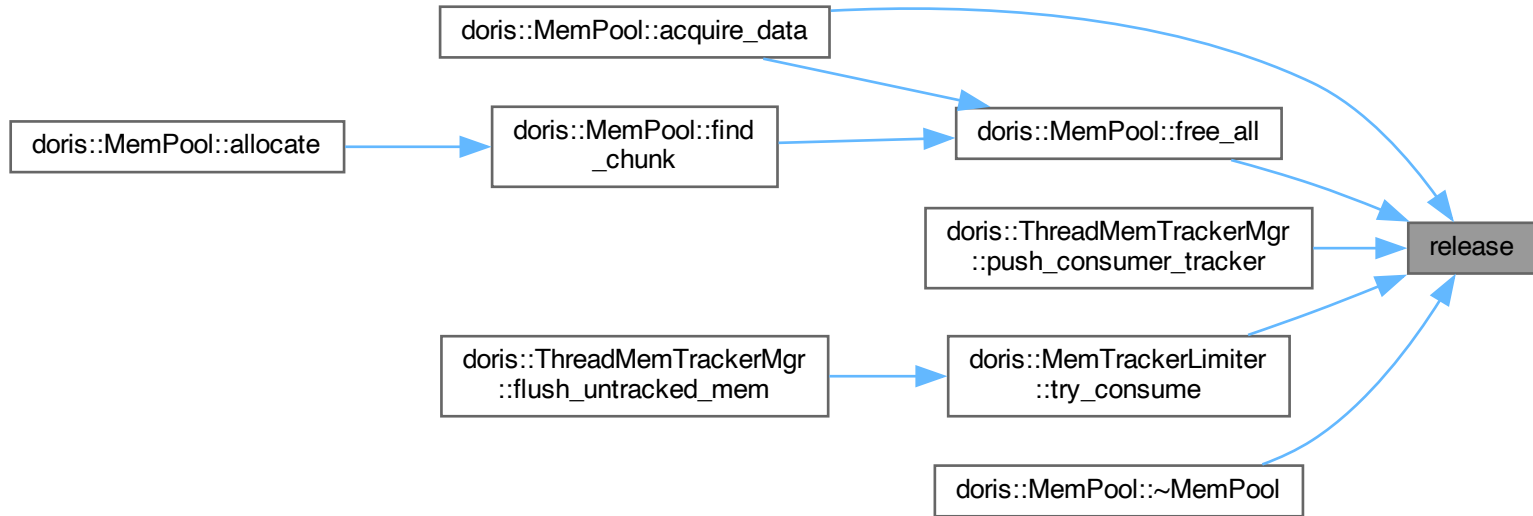 doris::MemPool::acquire_data
doris::MemPool::allocate
doris::MemPool::find
_chunk
doris::MemPool::free_all
doris::ThreadMemTrackerMgr
::push_consumer_tracker
release
doris::ThreadMemTrackerMgr
::flush_untracked_mem
doris::MemTrackerLimiter
::try_consume
doris::MemPool::~MemPool